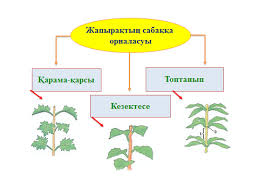 Жапырақтың сабаққа
орналасуы
Қарама-қарсы
Кезектесе
Топтанып